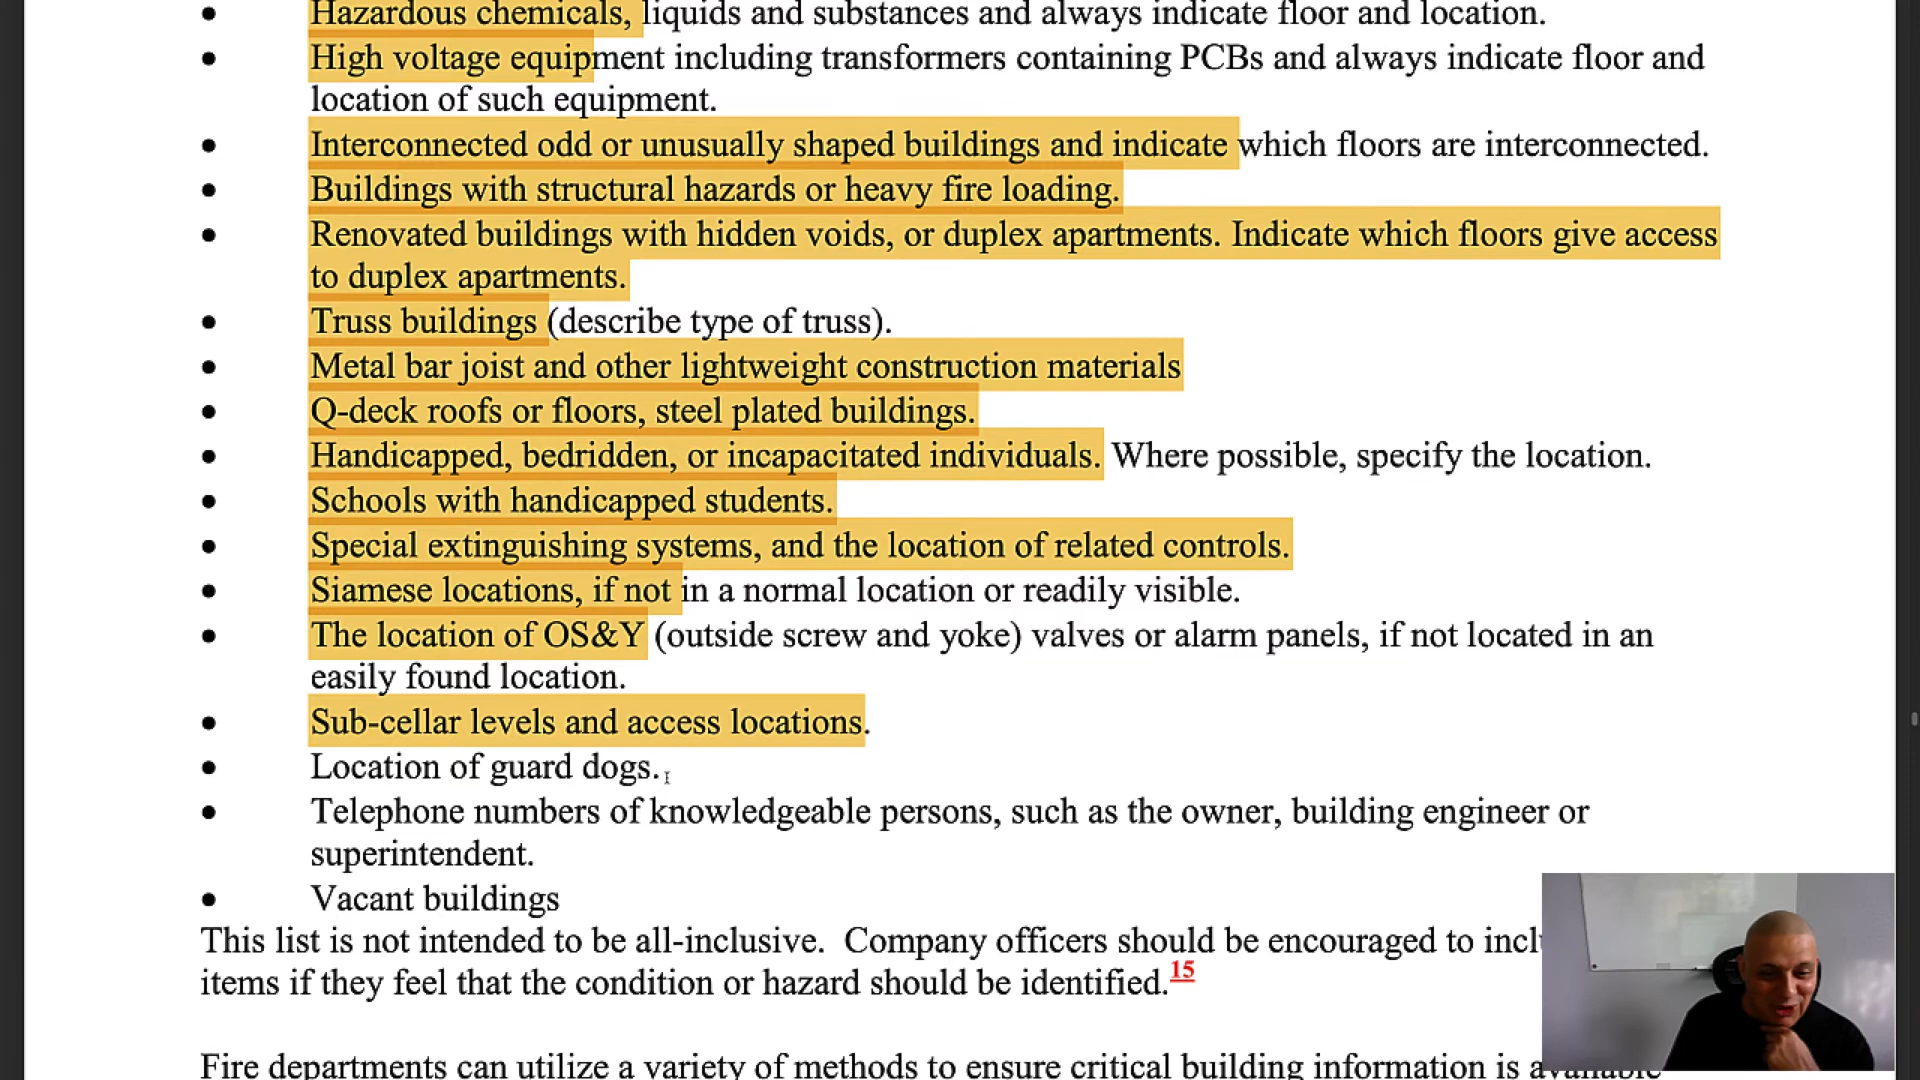 • Hazardous chemicals, liquids and substances and always indicate floor and location.
• High voltage equipment including transformers containing PCBs and always indicate floor and
location of such equipment.
• Interconnected odd or unusually shaped buildings and indicate which floors are interconnected.
• Buildings with structural hazards or heavy fire loading.
• Renovated buildings with hidden voids, or duplex apartments. Indicate which floors give access
to duplex apartments.
• Truss buildings (describe type of truss).
• Metal bar joist and other lightweight construction materials
• Q-deck roofs or floors, steel plated buildings.
• Handicapped, bedridden, or incapacitated individuals. Where possible, specify the location.
• Schools with handicapped students.
• Special extinguishing systems, and the location of related controls.
• Siamese locations, if not in a normal location or readily visible.
• The location of OS&Y (outside screw and yoke) valves or alarm panels, if not located in an
easily found location.
• Sub-cellar levels and access locations.
• Location of guard dogs.
• Telephone numbers of knowledgeable persons, such as the owner, building engineer or
superintendent.
• Vacant buildings
This list is not intended to be all-inclusive. Company officers should be encouraged to
items if they feel that the condition or hazard should be identified.15
Fire departments can utilize a variety of methods to ensure critical building information is available